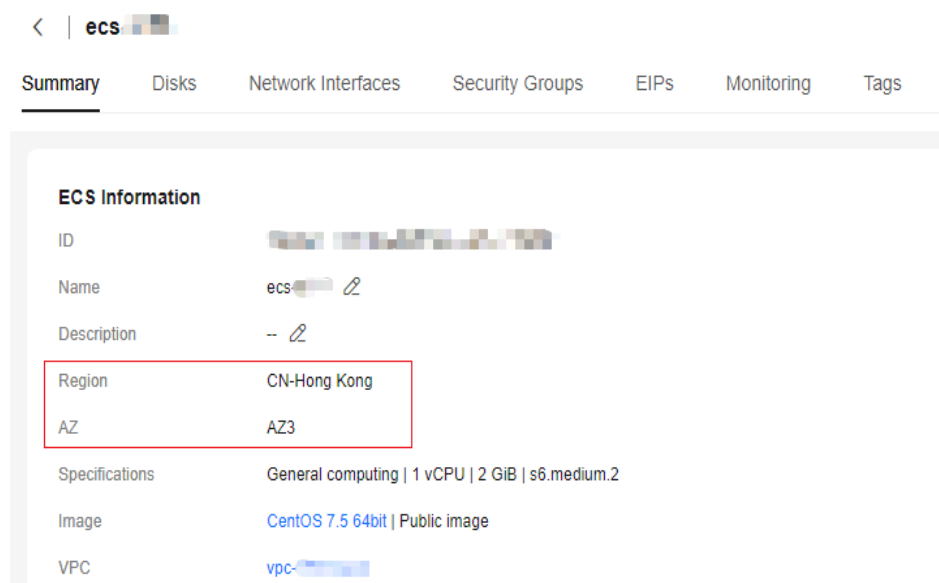 ecs
Summary Disks Network Interfaces Security Groups EIPs Monitoring Tags
ECS Information
ID
Name ecs-
Description --
Region CN-Hong Kong
AZ AZ3
Specifications General computing | 1 vCPU | 2 GiB | s6.medium.2
Image CentOS 7.5 64bit | Public image
VPC vpc-